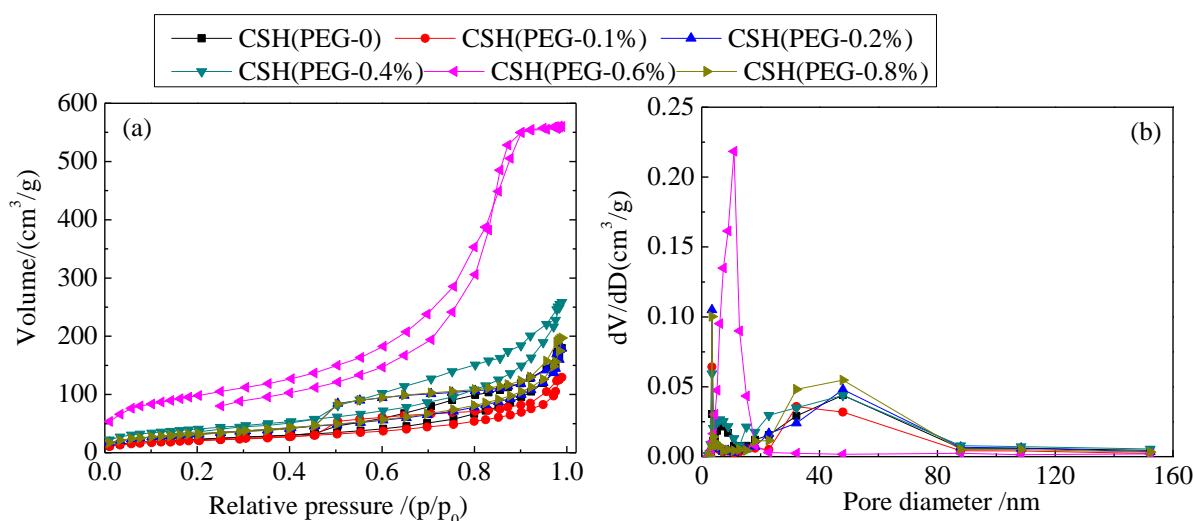 CSH(PEG-0) CSH(PEG-0.1%) CSH(PEG-0.2%)
CSH(PEG-0.4%) CSH(PEG-0.6%) CSH(PEG-0.8%)
(a)
600
500
400
300
200
100
0
Volume/(cm³/g)
0.0 0.2 0.4 0.6 0.8 1.0
Relative pressure /(p/p₀)
(b)
0.25
0.20
0.15
0.10
0.05
0.00
dV/dD(cm³/g)
0 40 80 120 160
Pore diameter /nm